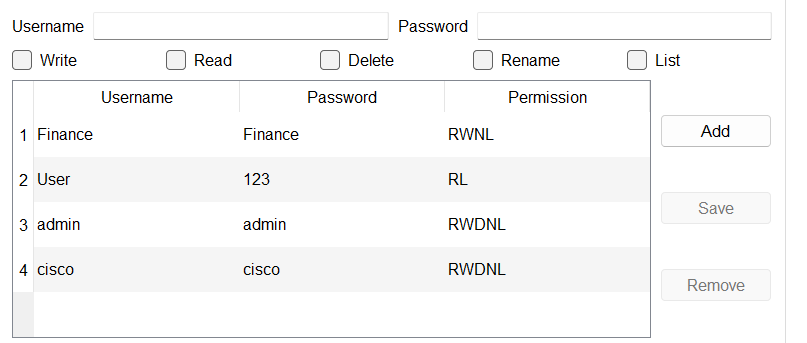 Username Password
Write Read Delete Rename List
Username Password Permission
Add
1 Finance Finance RWNL
2 User 123 RL
Save
3 admin admin RWDNL
4 cisco cisco RWDNL
Remove